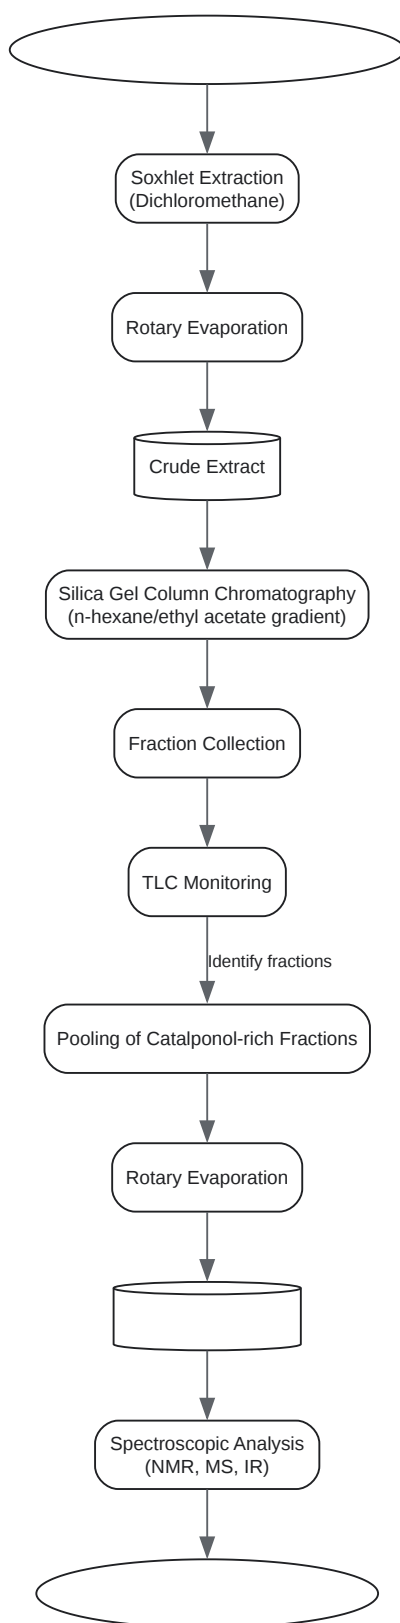 Soxhlet Extraction
(Dichloromethane)
Rotary Evaporation
Crude Extract
Silica Gel Column Chromatography
(n-hexane/ethyl acetate gradient)
Fraction Collection
TLC Monitoring
Identify fractions
Pooling of Catalponol-rich Fractions
Rotary Evaporation
Spectroscopic Analysis
(NMR, MS, IR)